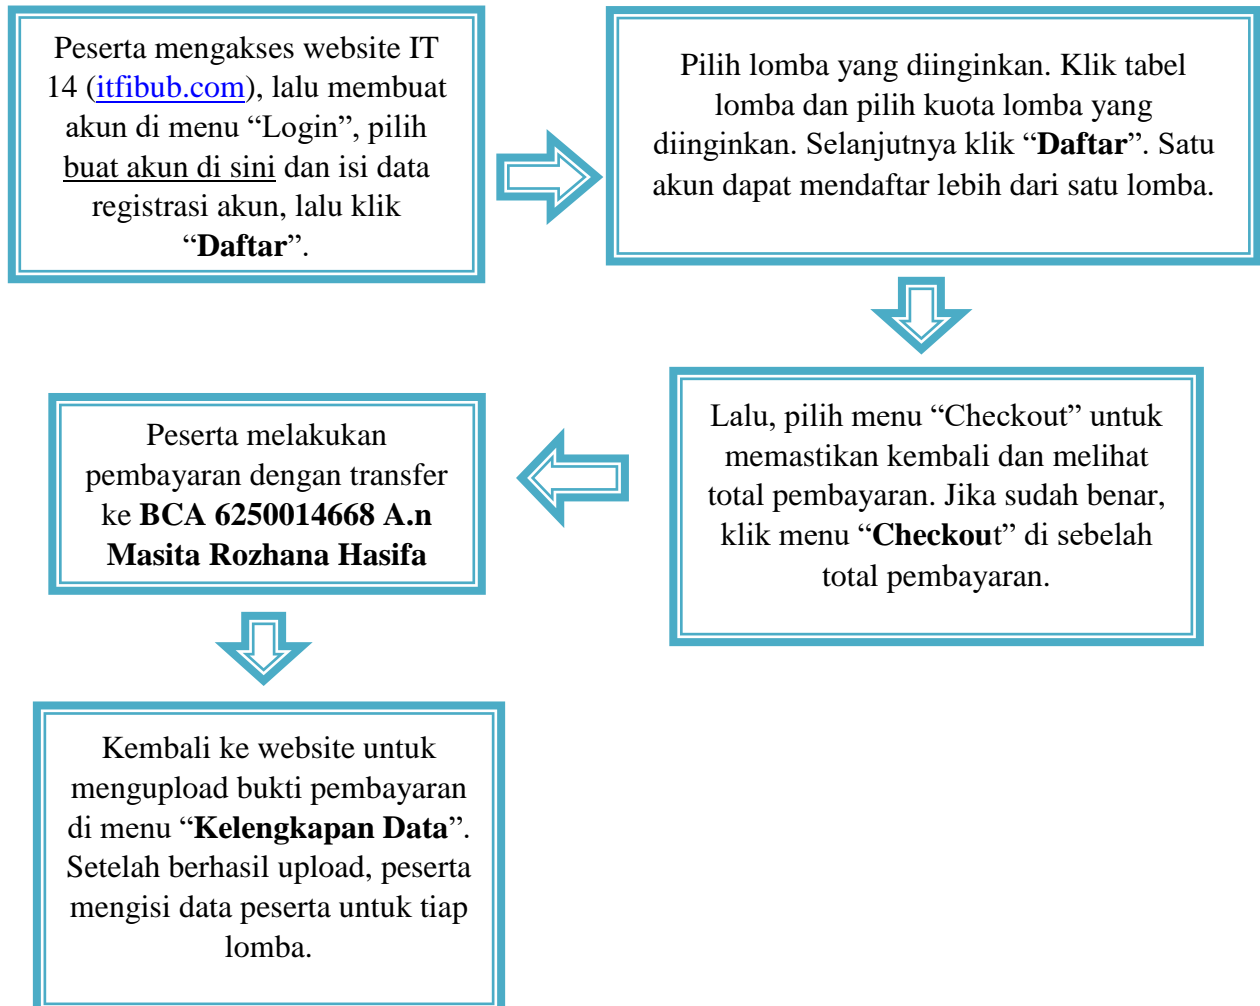 Peserta mengakses website IT
14 (itfibub.com), lalu membuat
akun di menu “Login”, pilih
buat akun di sini dan isi data
registrasi akun, lalu klik
“Daftar”.
Pilih lomba yang diinginkan. Klik tabel
lomba dan pilih kuota lomba yang
diinginkan. Selanjutnya klik “Daftar”. Satu
akun dapat mendaftar lebih dari satu lomba.
Lalu, pilih menu “Checkout” untuk
memastikan kembali dan melihat
total pembayaran. Jika sudah benar,
klik menu “Checkout” di sebelah
total pembayaran.
Peserta melakukan
pembayaran dengan transfer
ke BCA 6250014668 A.n
Masita Rozhana Hasifa
Kembali ke website untuk
mengupload bukti pembayaran
di menu “Kelengkapan Data”.
Setelah berhasil upload, peserta
mengisi data peserta untuk tiap
lomba.